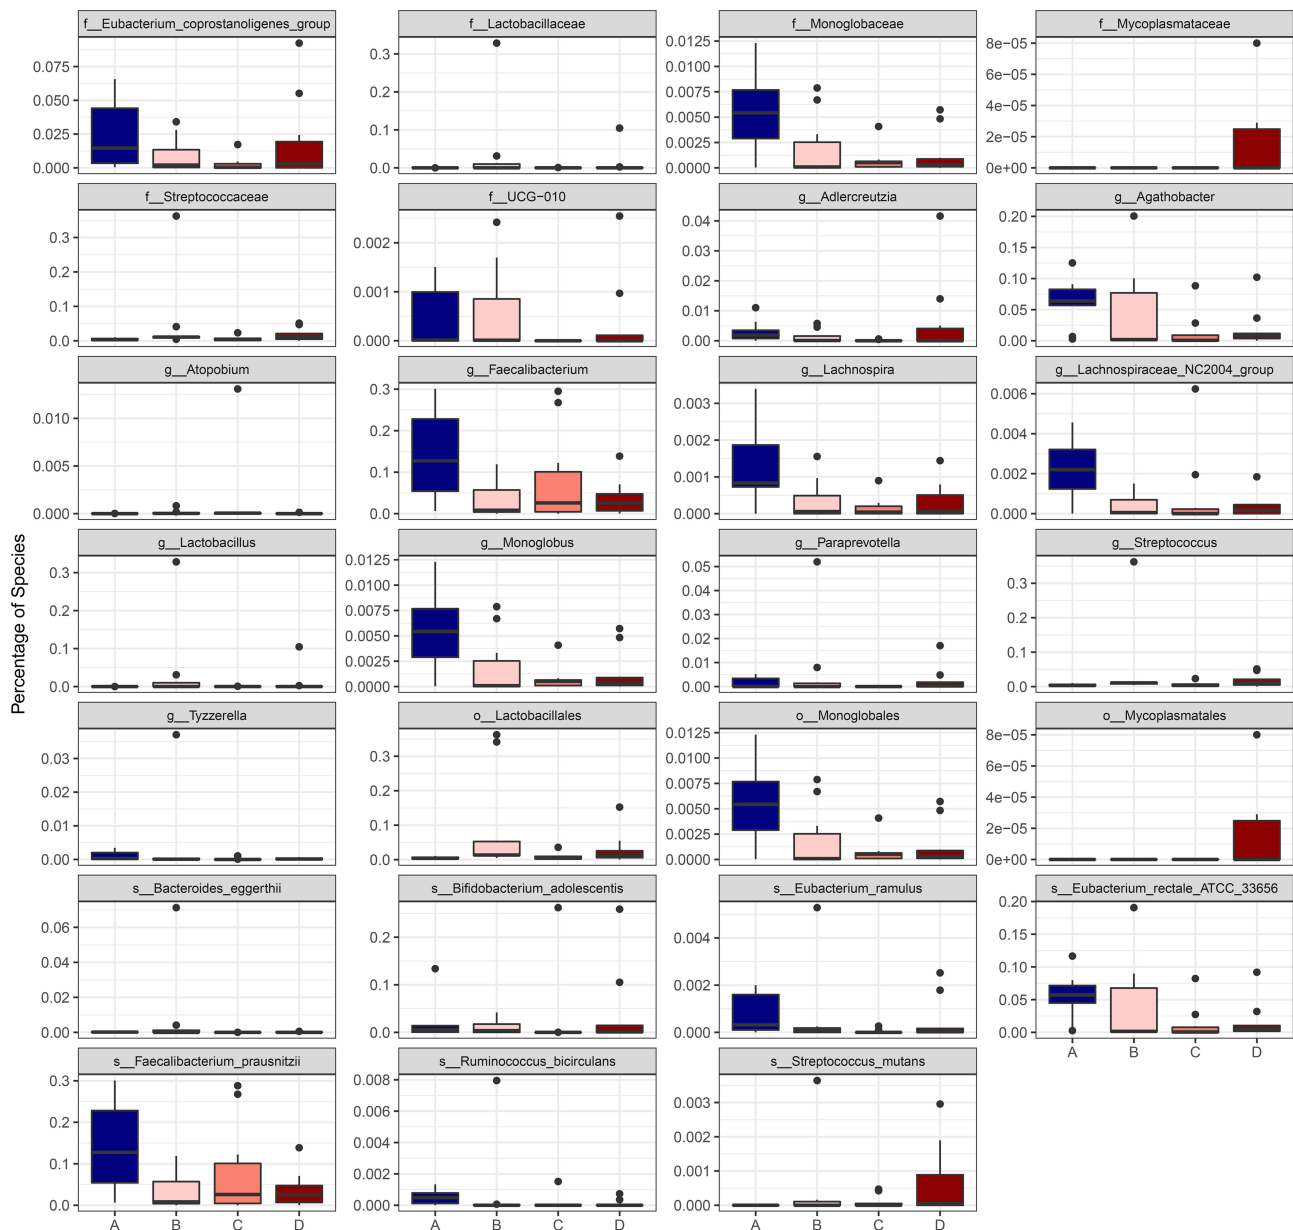 f__Eubacterium_coprostanoligenes_group f__Lactobacillaceae f__Monoglobaceae f__Mycoplasmataceae
0.075 0.050 0.025 0.000
0.3 0.2 0.1 0.0
0.0125 0.0100 0.0075 0.0050 0.0025 0.0000
8e−05 6e−05 4e−05 2e−05 0e+00
f__Streptococcaceae f__UCG−010 g__Adlercreutzia g__Agathobacter
0.3 0.2 0.1 0.0
0.002 0.001 0.000
0.04 0.03 0.02 0.01 0.00
0.20 0.15 0.10 0.05 0.00
g__Atopobium g__Faecalibacterium g__Lachnospira g__Lachnospiraceae_NC2004_group
0.010 0.005 0.000
0.3 0.2 0.1 0.0
0.003 0.002 0.001 0.000
0.006 0.004 0.002 0.000
Percentage of Species
g__Lactobacillus g__Monoglobus g__Paraprevotella g__Streptococcus
0.3 0.2 0.1 0.0
0.0125 0.0100 0.0075 0.0050 0.0025 0.0000
0.05 0.04 0.03 0.02 0.01 0.00
0.3 0.2 0.1 0.0
g__Tyzzerella o__Lactobacillales o__Monoglobales o__Mycoplasmatales
0.03 0.02 0.01 0.00
0.3 0.2 0.1 0.0
0.0125 0.0100 0.0075 0.0050 0.0025 0.0000
8e−05 6e−05 4e−05 2e−05 0e+00
s__Bacteroides_eggerthii s__Bifidobacterium_adolescentis s__Eubacterium_ramulus s__Eubacterium_rectale_ATCC_33656
0.06 0.04 0.02 0.00
0.2 0.1 0.0
0.004 0.002 0.000
0.20 0.15 0.10 0.05 0.00
A B C D
s__Faecalibacterium_prausnitzii s__Ruminococcus_bicirculans s__Streptococcus_mutans
0.3 0.2 0.1 0.0
0.008 0.006 0.004 0.002 0.000
0.003 0.002 0.001 0.000
A B C D A B C D A B C D